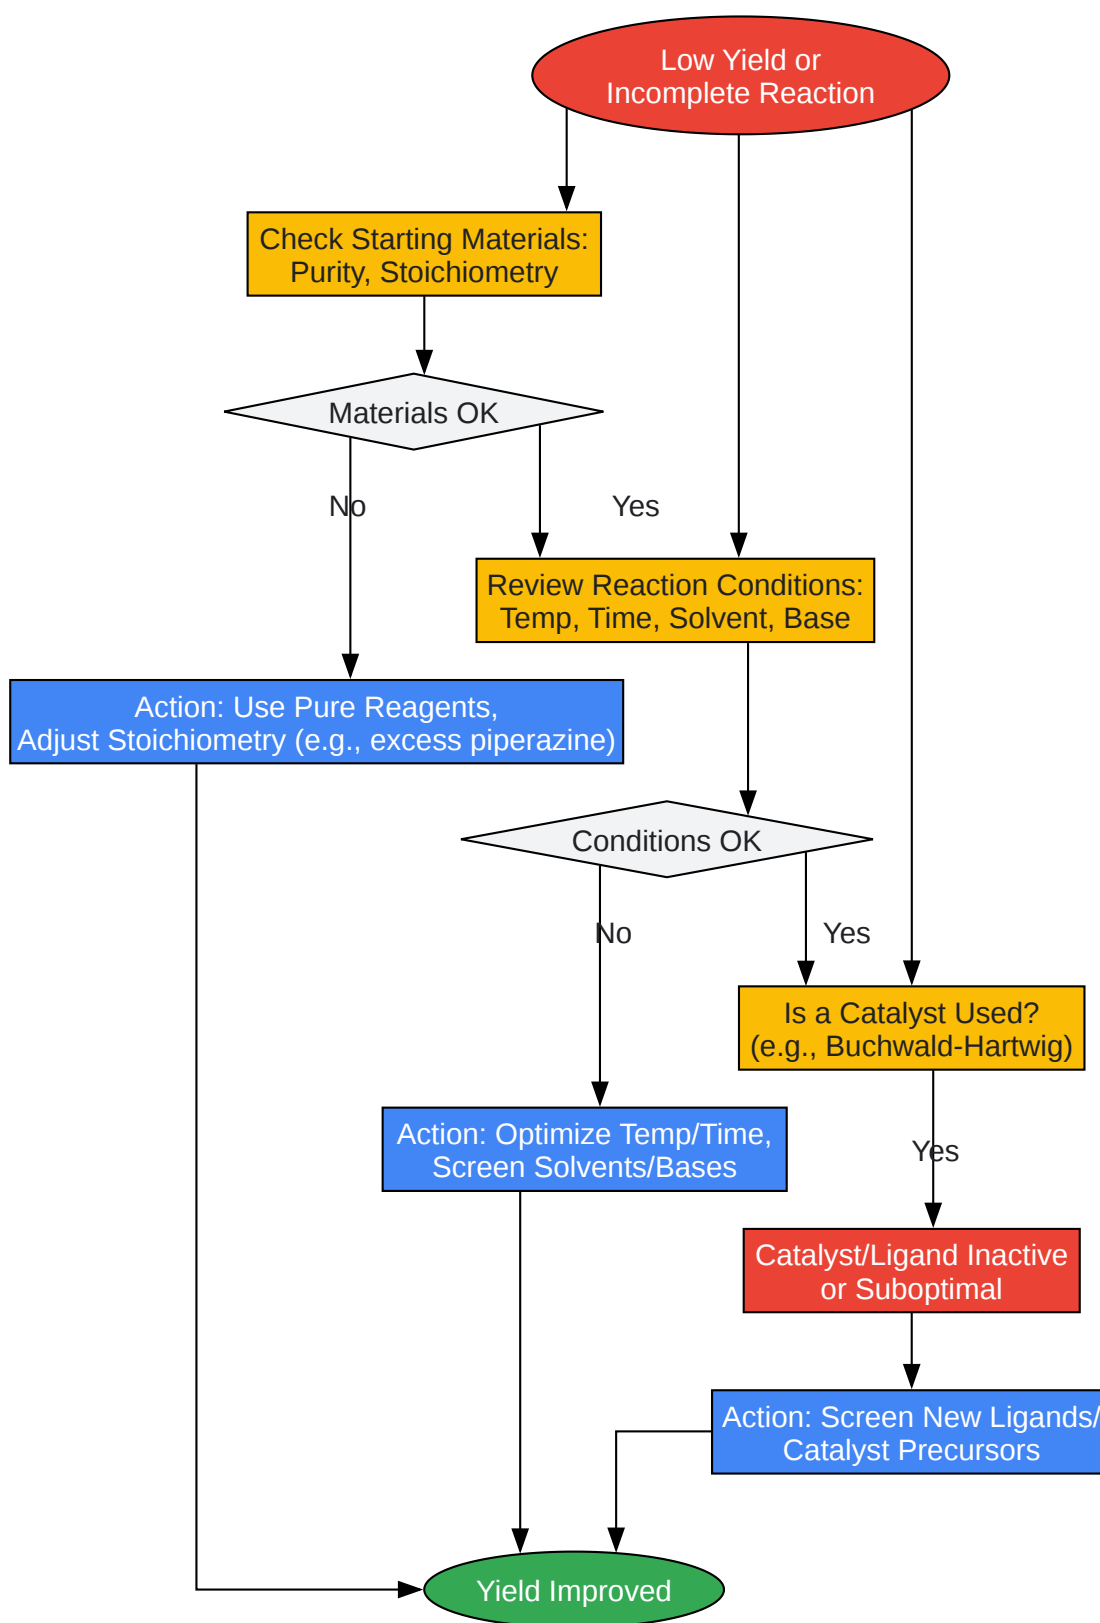 Low Yield or
Incomplete Reaction
Check Starting Materials:
Purity, Stoichiometry
Materials OK
No
Yes
Review Reaction Conditions:
Temp, Time, Solvent, Base
Action: Use Pure Reagents,
Adjust Stoichiometry (e.g., excess piperazine)
Conditions OK
No
Yes
Is a Catalyst Used?
(e.g., Buchwald-Hartwig)
Action: Optimize Temp/Time,
Screen Solvents/Bases
Yes
Catalyst/Ligand Inactive
or Suboptimal
Action: Screen New Ligands/
Catalyst Precursors
Yield Improved